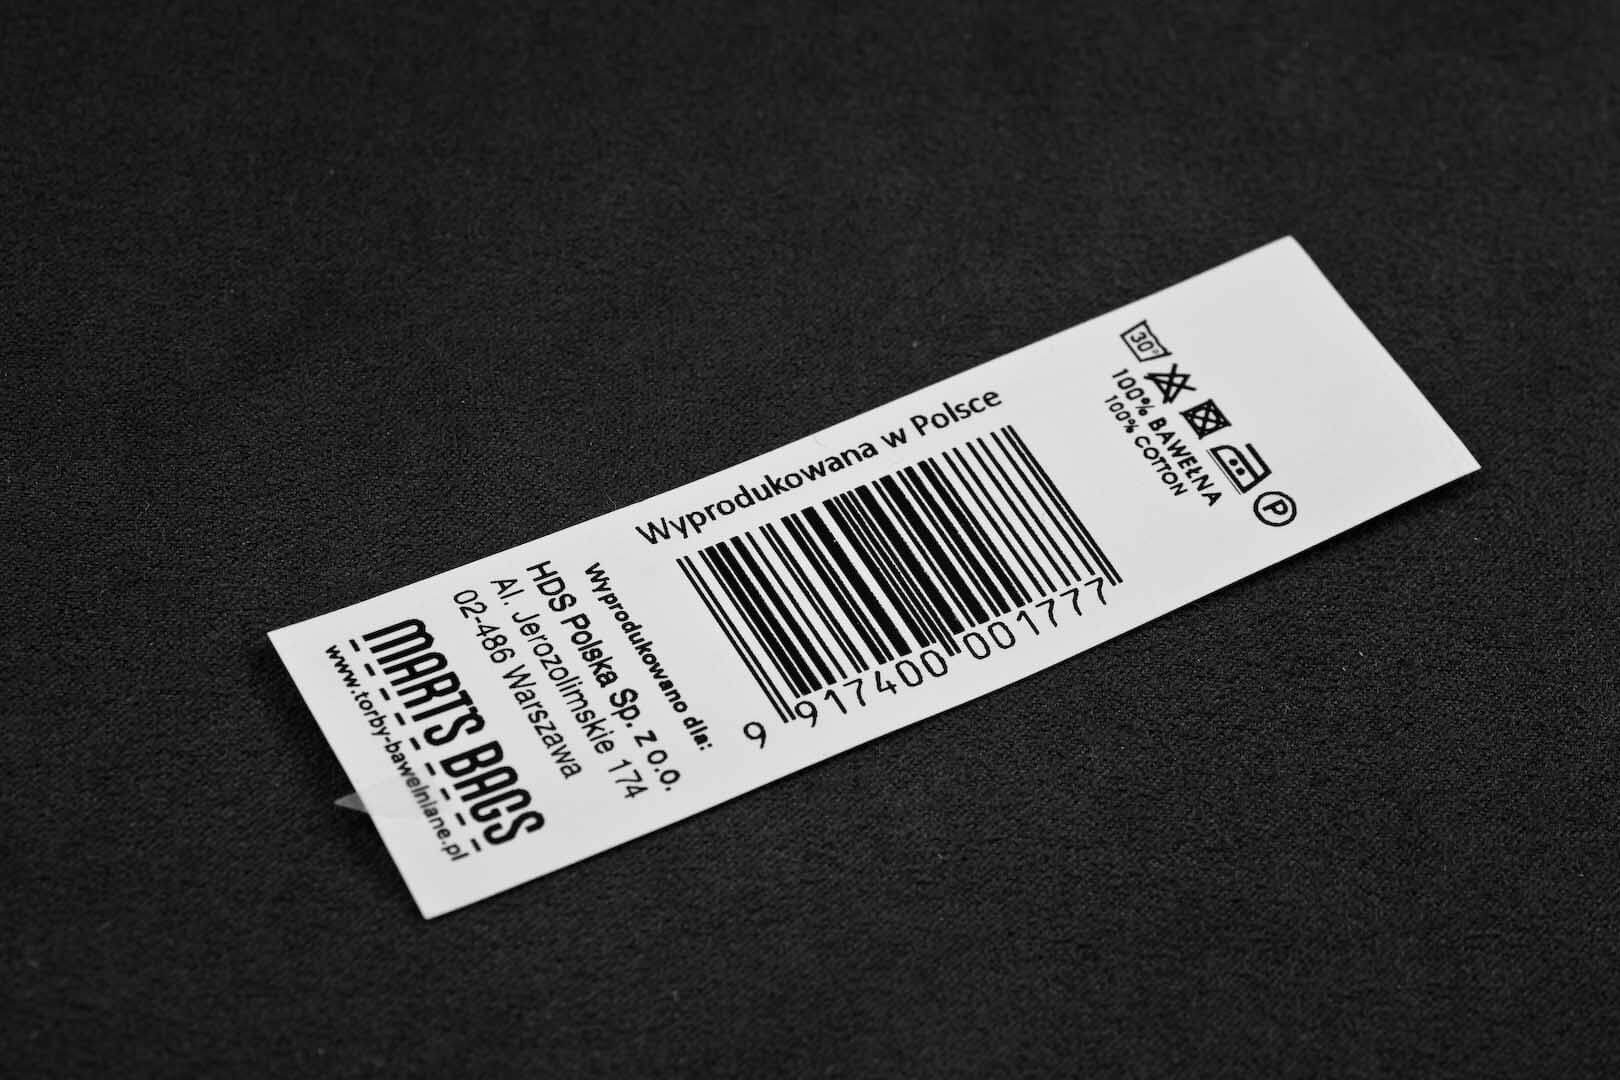 30°
P
100% BAWEŁNA
100% COTTON
Wyprodukowana w Polsce
9 917400 001777
Wyprodukowano dla:
HDS Polska Sp. z o.o.
Al. Jerozolimskie 174
02-486 Warszawa
MART'S BAGS
www.torby-bawelniane.pl